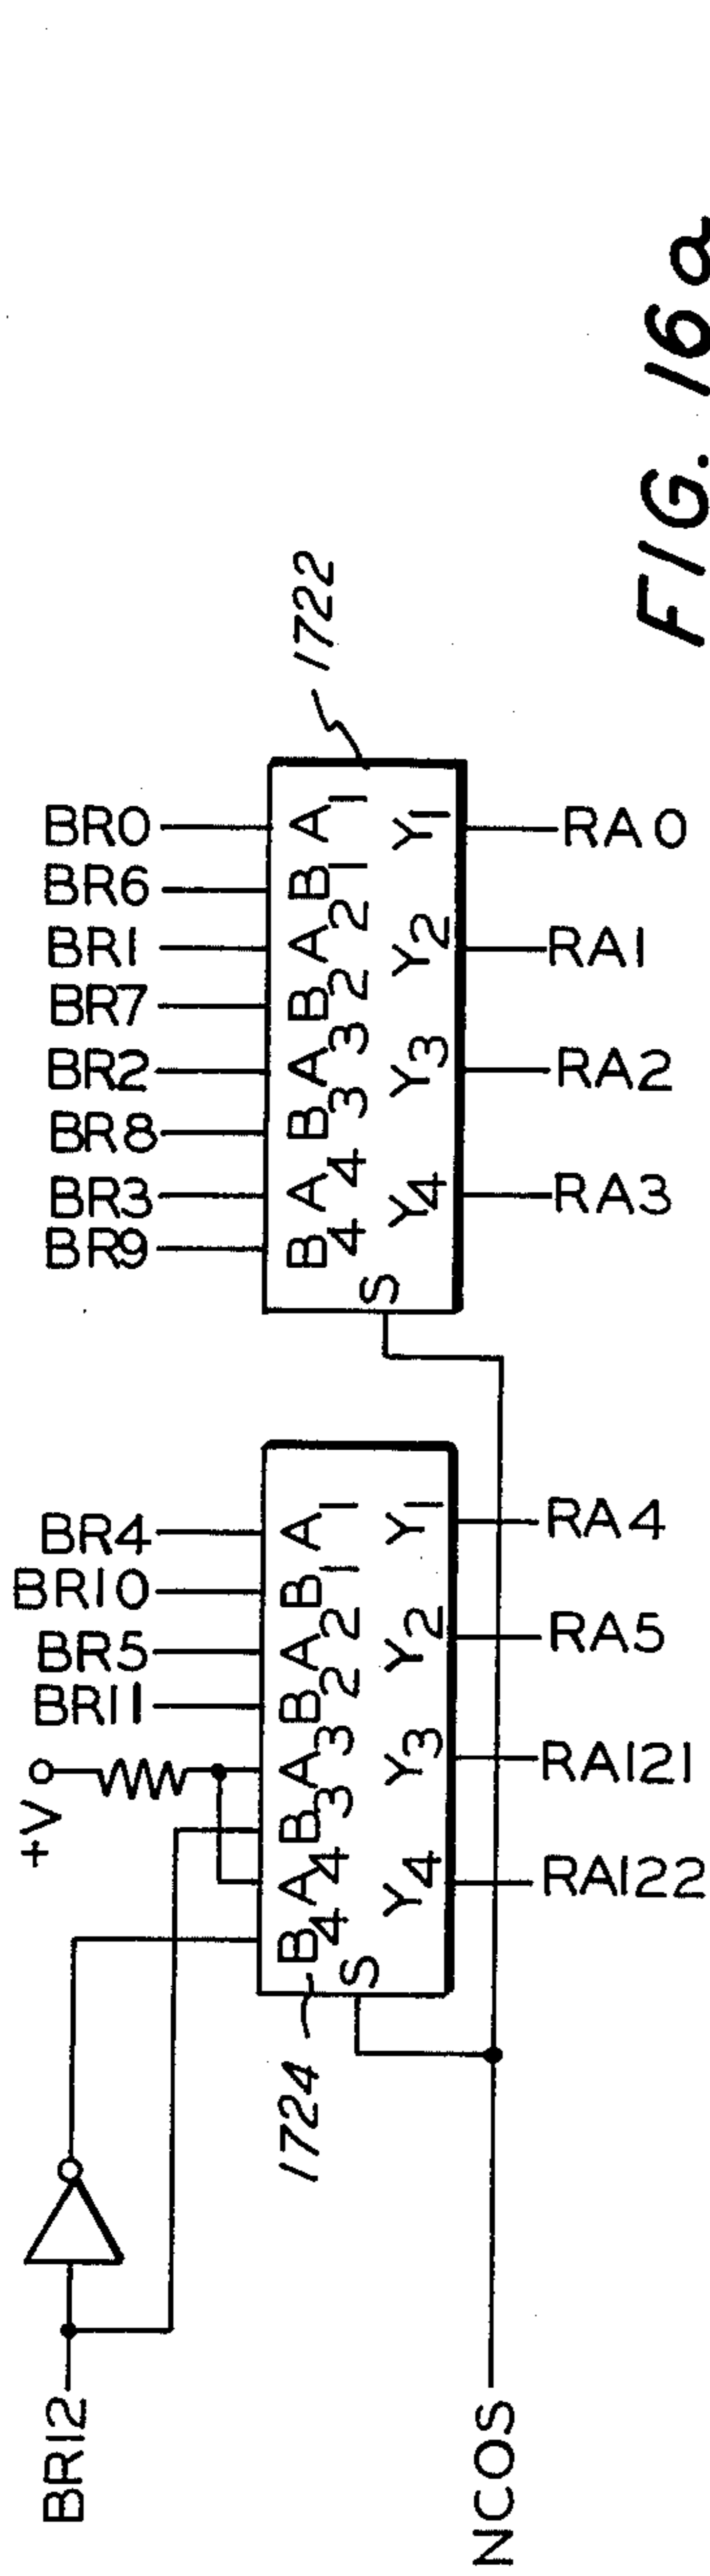 BR12
NCOS
+V
BR11
BR5
BR10
BR4
B4 A4 B3 A3 B2 A2 B1 A1
S
Y4 Y3 Y2 Y1
1724
RA122
RA121
RA5
RA4
BR9
BR3
BR8
BR2
BR7
BR1
BR6
BR0
B4 A4 B3 A3 B2 A2 B1 A1
S
Y4 Y3 Y2 Y1
1722
RA3
RA2
RA1
RA0
FIG. 16a